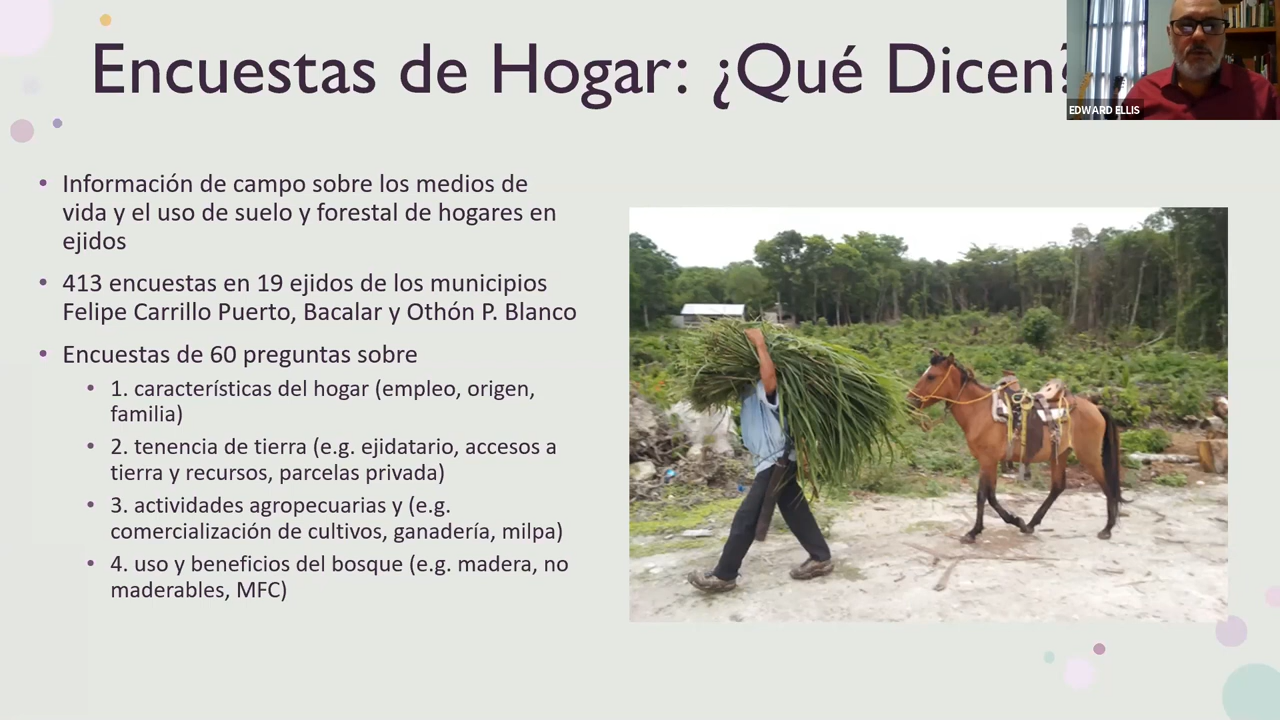 Encuestas de Hogar: ¿Qué Dicen?
EDWARD ELLIS
• Información de campo sobre los medios de
vida y el uso de suelo y forestal de hogares en
ejidos
• 413 encuestas en 19 ejidos de los municipios
Felipe Carrillo Puerto, Bacalar y Othón P. Blanco
• Encuestas de 60 preguntas sobre
• 1. características del hogar (empleo, origen,
familia)
• 2. tenencia de tierra (e.g. ejidatario, accesos a
tierra y recursos, parcelas privada)
• 3. actividades agropecuarias y (e.g.
comercialización de cultivos, ganadería, milpa)
• 4. uso y beneficios del bosque (e.g. madera, no
maderables, MFC)